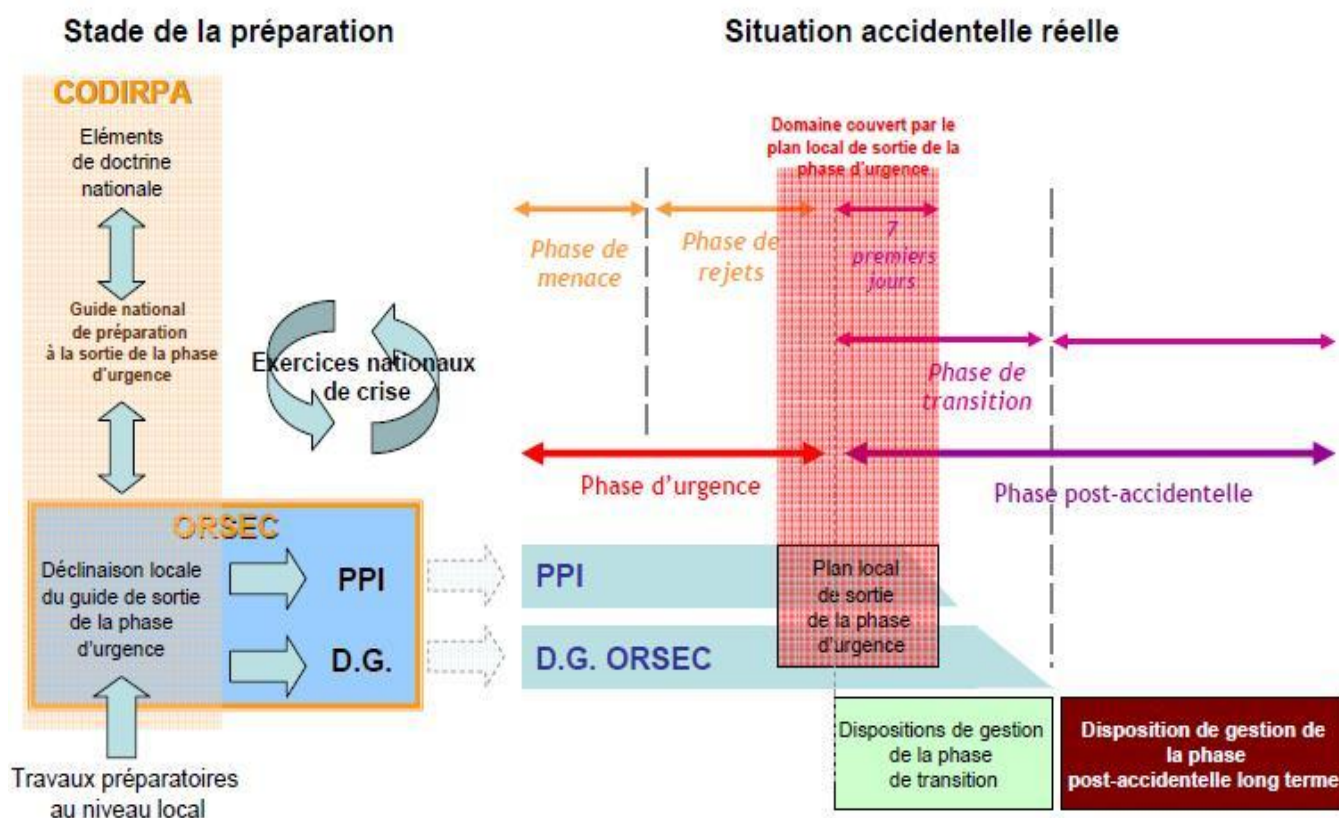 Stade de la préparation
Situation accidentelle réelle
CODIRPA
Eléments
de doctrine
nationale
Guide national
de préparation
à la sortie de la phase
d'urgence
Exercices nationaux
de crise
ORSEC
Déclinaison locale
du guide de sortie
de la phase
d'urgence
PPI
D.G.
Travaux préparatoires
au niveau local
Domaine couvert par le
plan local de sortie de la
phase d'urgence
Phase de
menace
Phase de
rejets
7
premiers
jours
Phase de
transition
Phase d'urgence
Phase post-accidentelle
PPI
D.G. ORSEC
Plan local
de sortie
de la phase
d'urgence
Dispositions de gestion
de la phase
de transition
Disposition de gestion de
la phase
post-accidentelle long terme